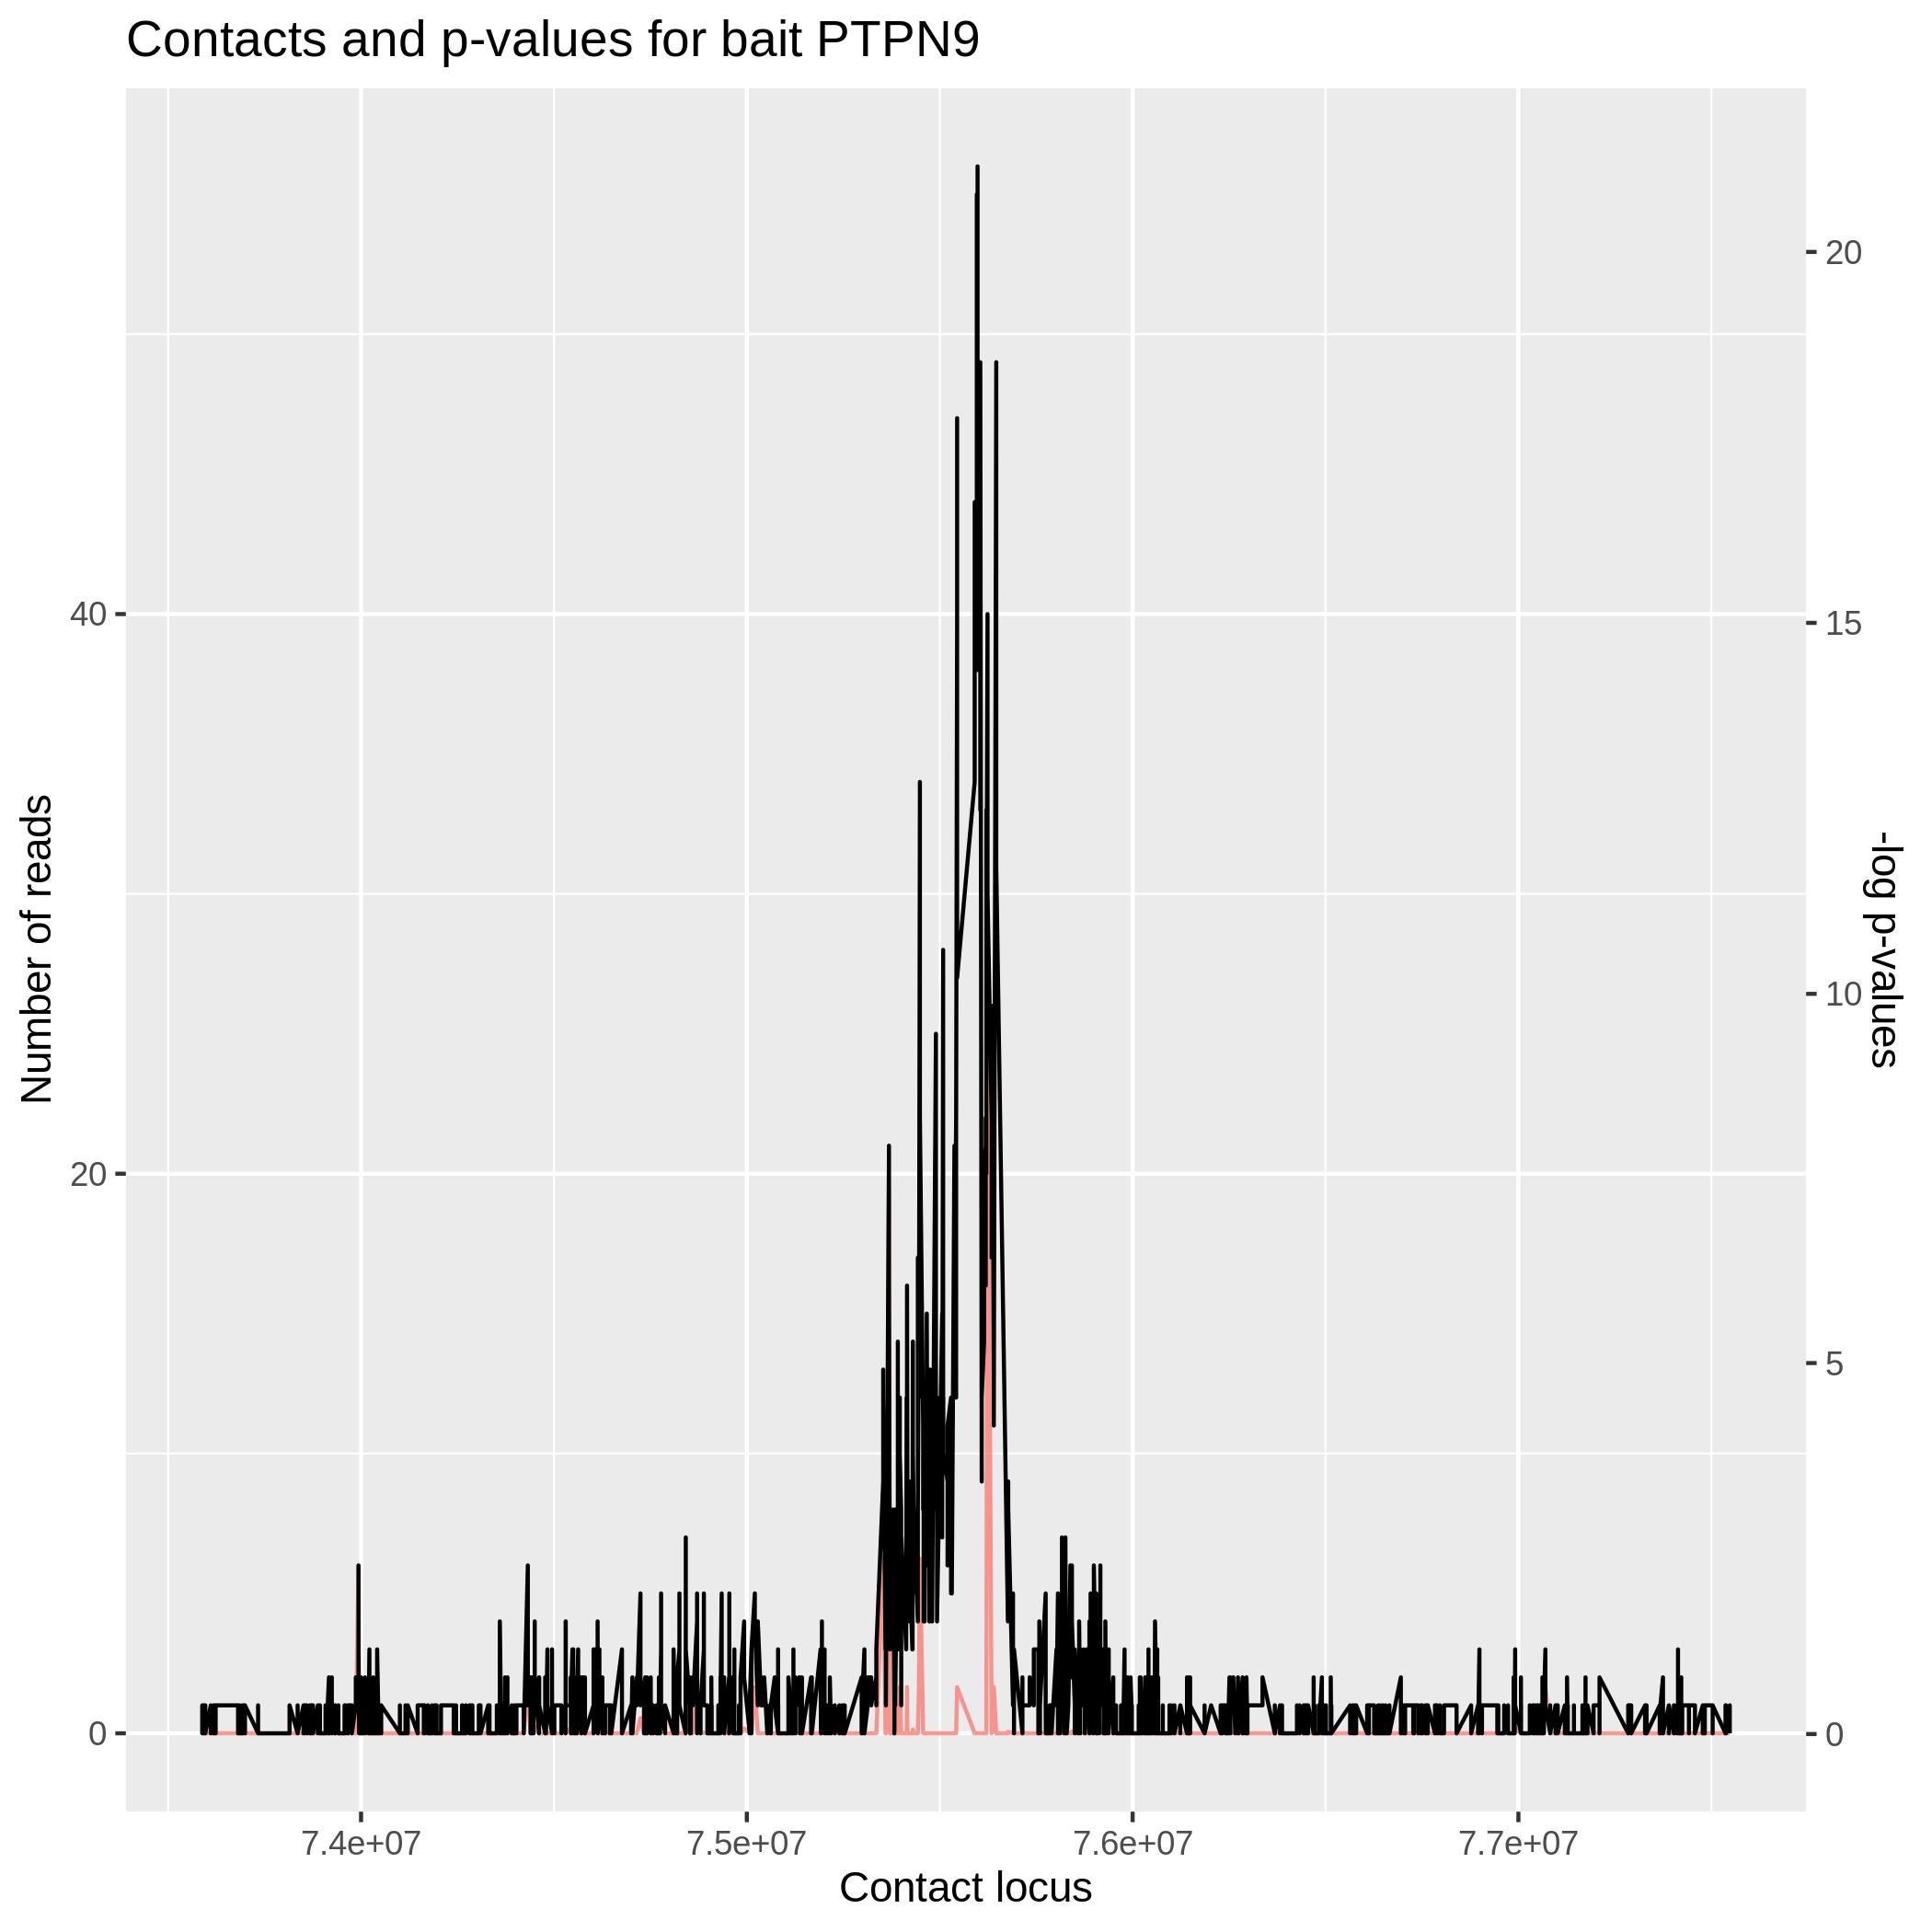 Contacts and p-values for bait PTPN9
Number of reads
40
20
0
20
15
10
5
0
-log p-values
7.4e+07
7.5e+07
7.6e+07
7.7e+07
Contact locus